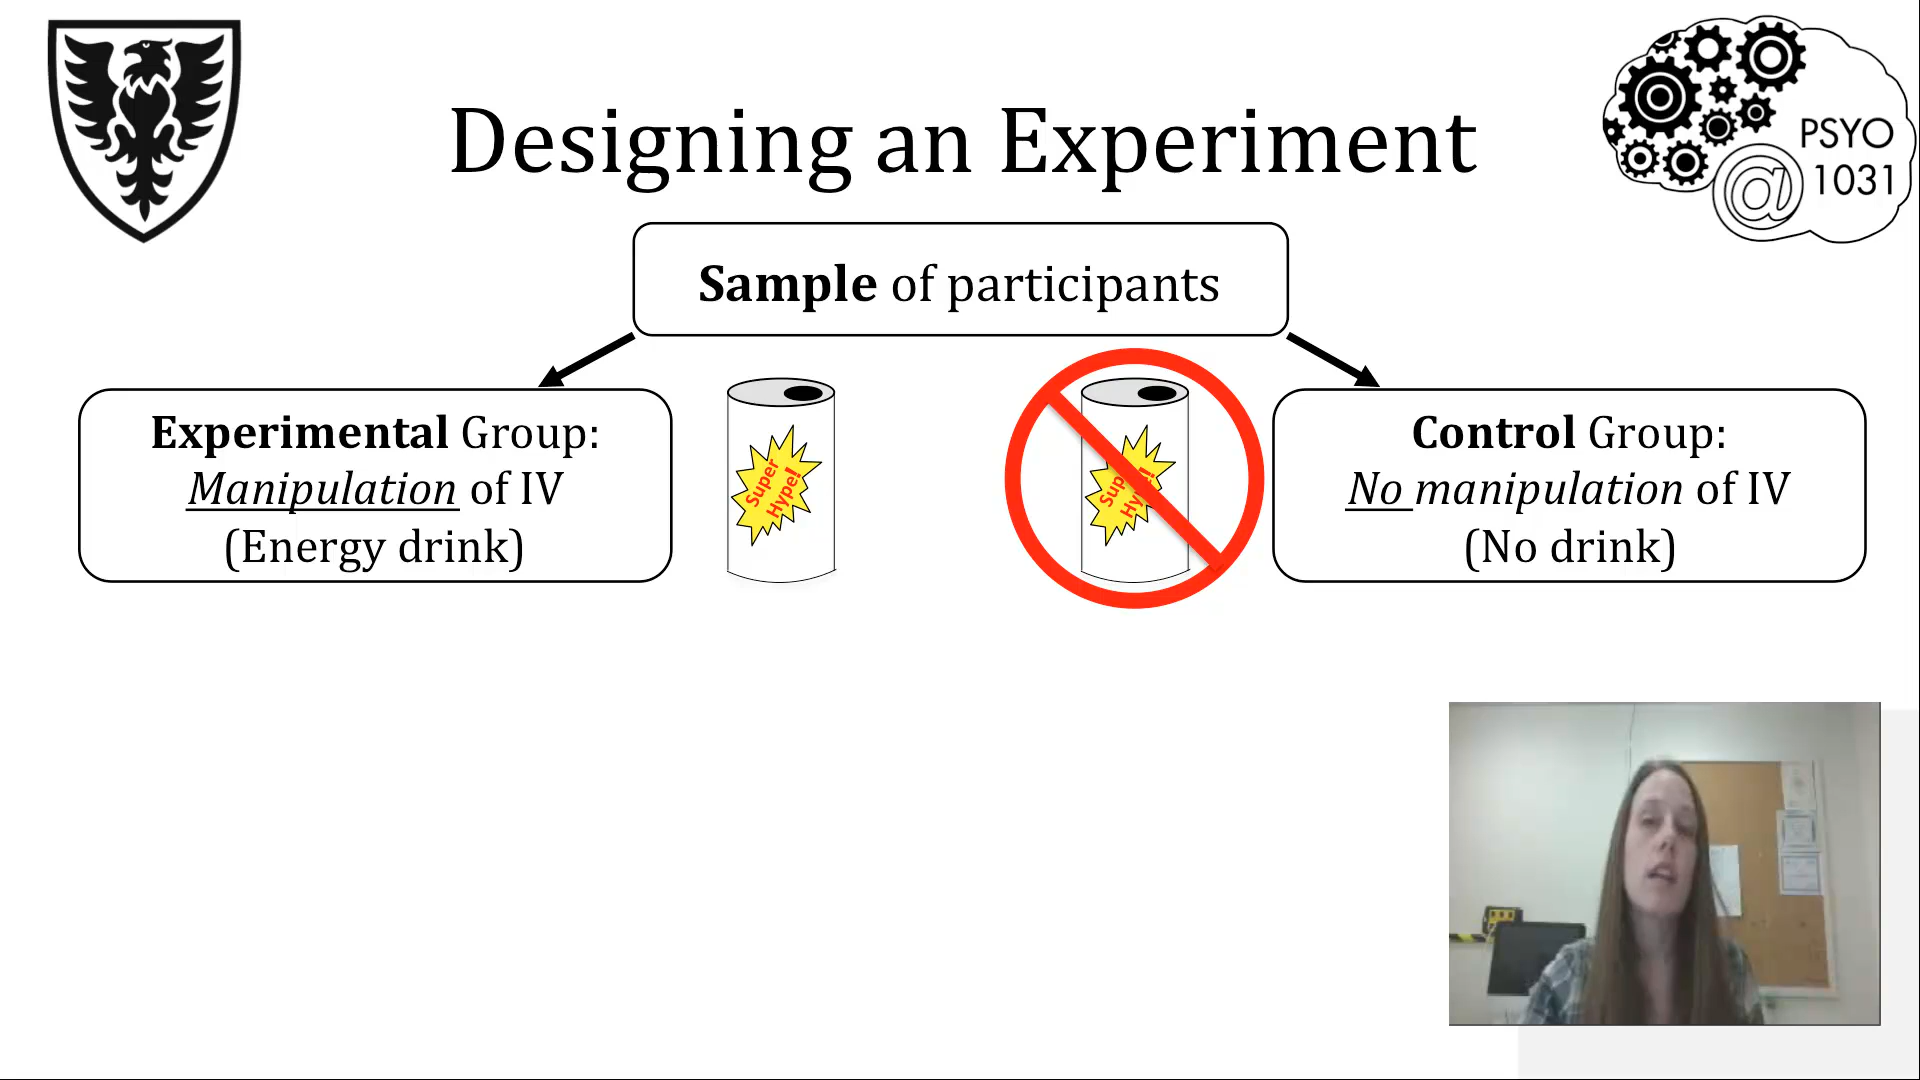 Designing an Experiment
PSYO
1031
@
Sample of participants
Experimental Group:
Manipulation of IV
(Energy drink)
Super
Hype!
Control Group:
No manipulation of IV
(No drink)